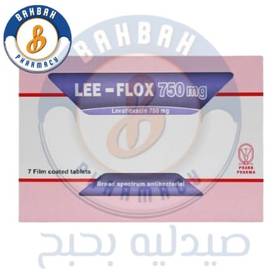 BAHBAH
PHARMACY
LEE - FLOX 750 mg
Levofloxacin 750 mg
7 Film coated tablets
Broad spectrum antibacterial
PHARA PHARMA
صيدليه بحبح